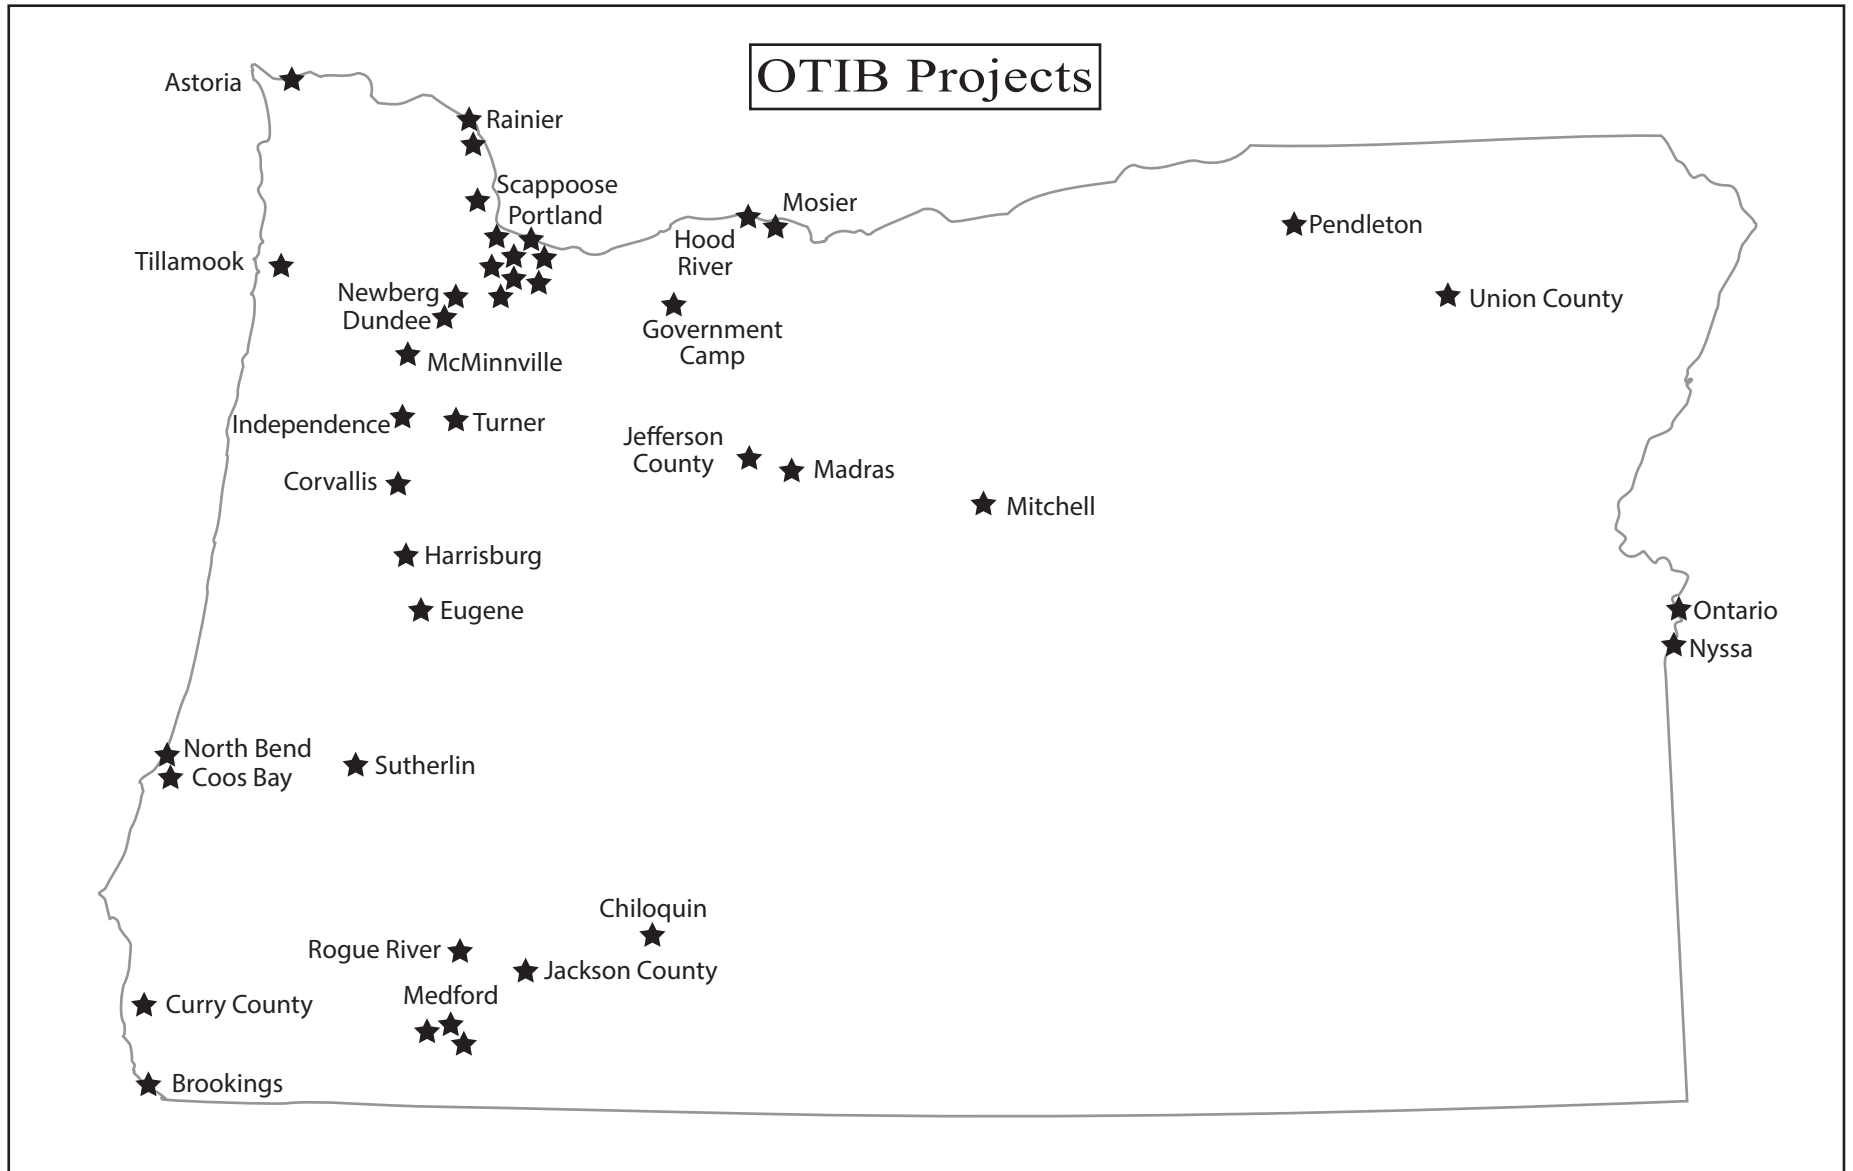 OTIB Projects
Astoria
Rainier
Scappoose
Portland
Mosier
Hood
River
Pendleton
Tillamook
Newberg
Dundee
Union County
Government
Camp
McMinnville
Independence
Turner
Jefferson
County
Madras
Corvallis
Mitchell
Harrisburg
Eugene
Ontario
Nyssa
North Bend
Coos Bay
Sutherlin
Chiloquin
Rogue River
Jackson County
Medford
Curry County
Brookings